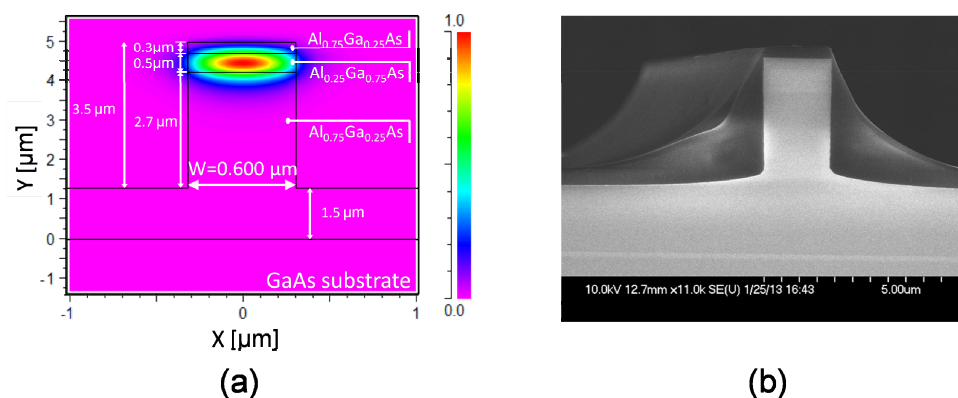 1.0
5
4
3
2
1
0
-1
Y [µm]
0.3µm
0.5µm
3.5 µm
2.7 µm
Al0.75Ga0.25As
Al0.25Ga0.75As
Al0.75Ga0.25As
W=0.600 µm
1.5 µm
GaAs substrate
0.0
-1
0
1
X [µm]
(a)
10.0kV 12.7mm x11.0k SE(U) 1/25/13 16:43
5.00um
(b)